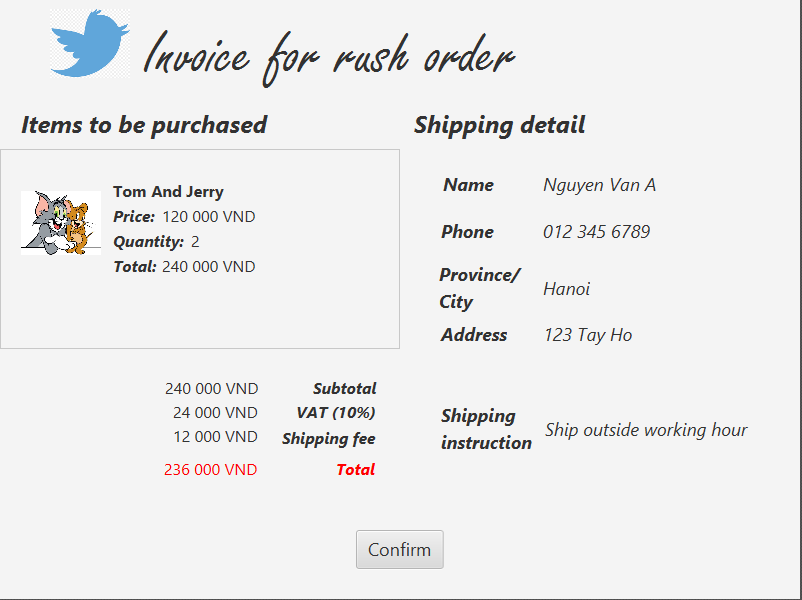 Invoice for rush order
Items to be purchased
Tom And Jerry
Price: 120 000 VND
Quantity: 2
Total: 240 000 VND
240 000 VND Subtotal
24 000 VND VAT (10%)
12 000 VND Shipping fee
236 000 VND Total
Shipping detail
Name Nguyen Van A
Phone 012 345 6789
Province/
City Hanoi
Address 123 Tay Ho
Shipping
instruction Ship outside working hour
Confirm